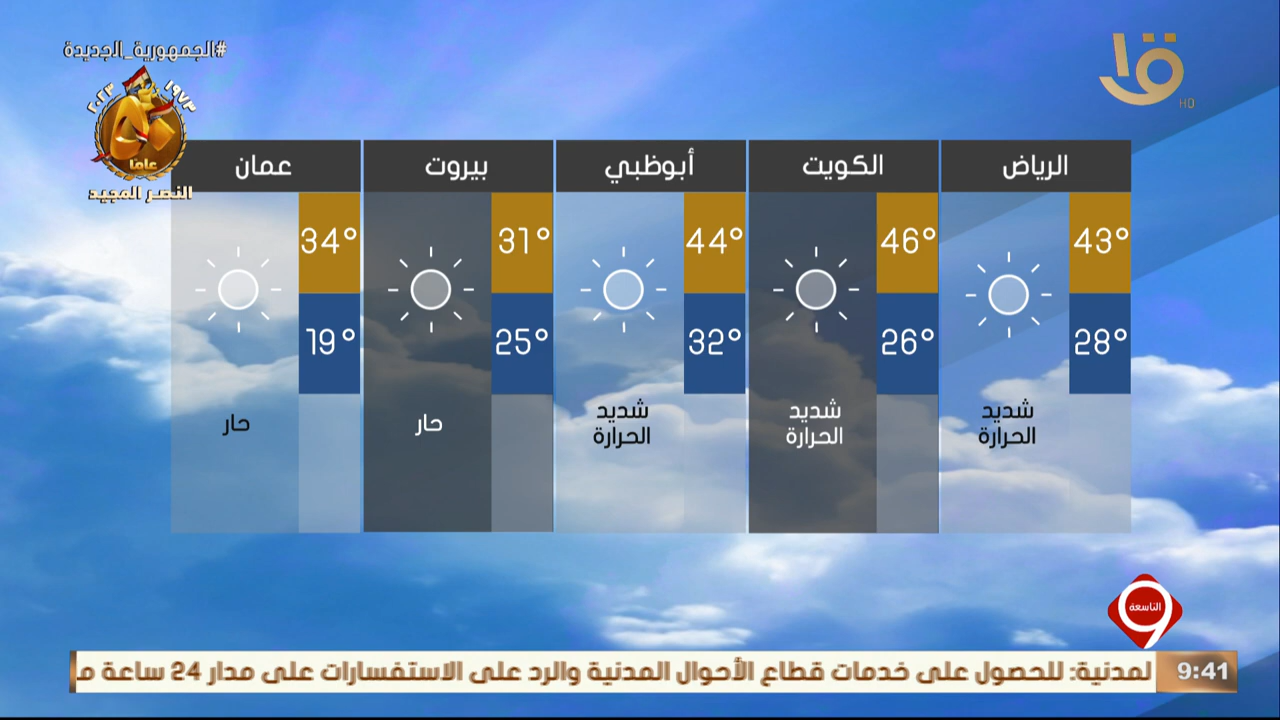 #الجمهورية_الجديدة
١٩٧٣
٢٠٢٣
٥٠
عامًا
النصر المجيد
HD
الرياض
43°
28°
شديد
الحرارة
الكويت
46°
26°
شديد
الحرارة
أبوظبي
44°
32°
شديد
الحرارة
بيروت
31°
25°
حار
عمان
34°
19°
حار
التاسعة
9
9:41
لمدنية: للحصول على خدمات قطاع الأحوال المدنية والرد على الاستفسارات على مدار 24 ساعة م